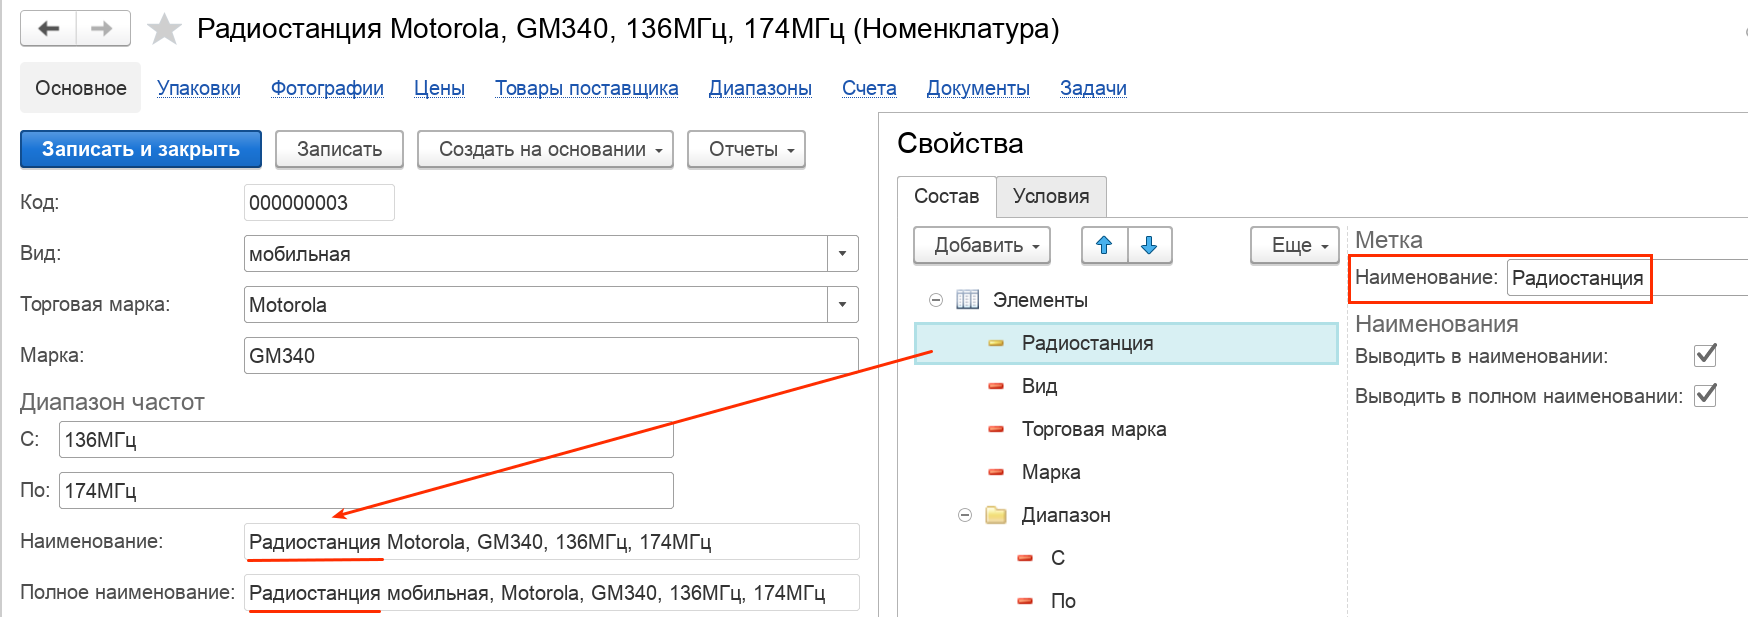 Радиостанция Motorola, GM340, 136МГц, 174МГц (Номенклатура)
Основное Упаковки Фотографии Цены Товары поставщика Диапазоны Счета Документы Задачи
Записать и закрыть Записать Создать на основании Отчеты
Код: 000000003
Вид: мобильная
Торговая марка: Motorola
Марка: GM340
Диапазон частот
С: 136МГц
По: 174МГц
Наименование: Радиостанция Motorola, GM340, 136МГц, 174МГц
Полное наименование: Радиостанция мобильная, Motorola, GM340, 136МГц, 174МГц
Свойства
Состав Условия
Добавить Еще
Элементы
Радиостанция
Вид
Торговая марка
Марка
Диапазон
С
По
Метка
Наименование: Радиостанция
Наименования
Выводить в наименовании:
Выводить в полном наименовании: